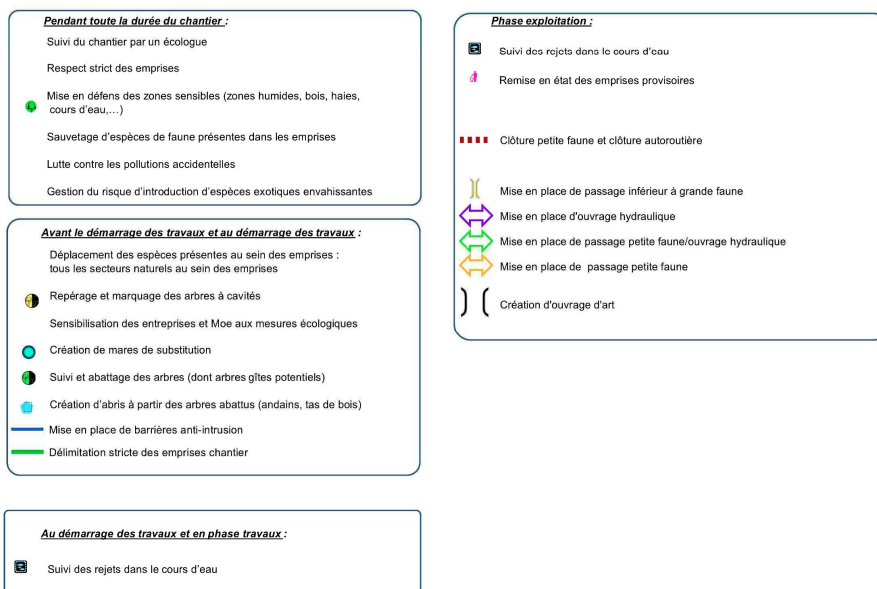 Pendant toute la durée du chantier :
Suivi du chantier par un écologue
Respect strict des emprises
Mise en défens des zones sensibles (zones humides, bois, haies,
cours d'eau,…)
Sauvetage d'espèces de faune présentes dans les emprises
Lutte contre les pollutions accidentelles
Gestion du risque d'introduction d'espèces exotiques envahissantes
Avant le démarrage des travaux et au démarrage des travaux :
Déplacement des espèces présentes au sein des emprises :
tous les secteurs naturels au sein des emprises
Repérage et marquage des arbres à cavités
Sensibilisation des entreprises et Moe aux mesures écologiques
Création de mares de substitution
Suivi et abattage des arbres (dont arbres gîtes potentiels)
Création d'abris à partir des arbres abattus (andains, tas de bois)
Mise en place de barrières anti-intrusion
Délimitation stricte des emprises chantier
Au démarrage des travaux et en phase travaux :
Suivi des rejets dans le cours d'eau
Phase exploitation :
Suivi des rejets dans le cours d'eau
Remise en état des emprises provisoires
Clôture petite faune et clôture autoroutière
Mise en place de passage inférieur à grande faune
Mise en place d'ouvrage hydraulique
Mise en place de passage petite faune/ouvrage hydraulique
Mise en place de passage petite faune
Création d'ouvrage d'art